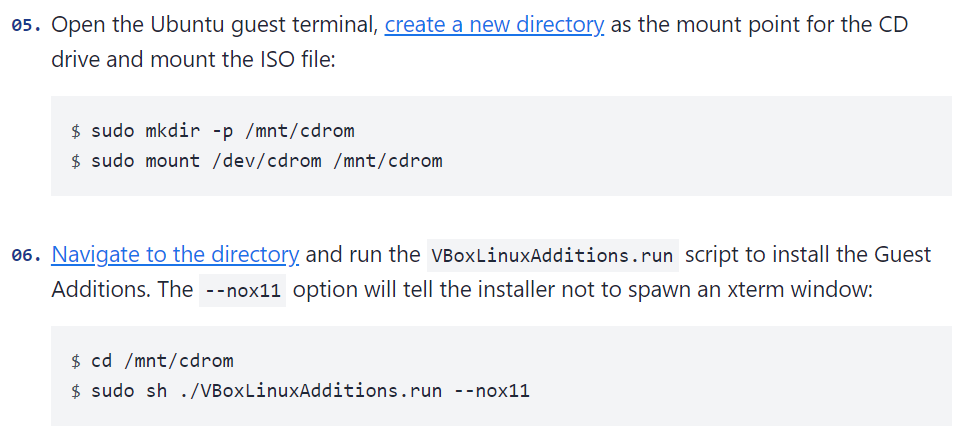 05. Open the Ubuntu guest terminal, create a new directory as the mount point for the CD
drive and mount the ISO file:
$ sudo mkdir -p /mnt/cdrom
$ sudo mount /dev/cdrom /mnt/cdrom
06. Navigate to the directory and run the VBoxLinuxAdditions.run script to install the Guest
Additions. The --nox11 option will tell the installer not to spawn an xterm window:
$ cd /mnt/cdrom
$ sudo sh ./VBoxLinuxAdditions.run --nox11